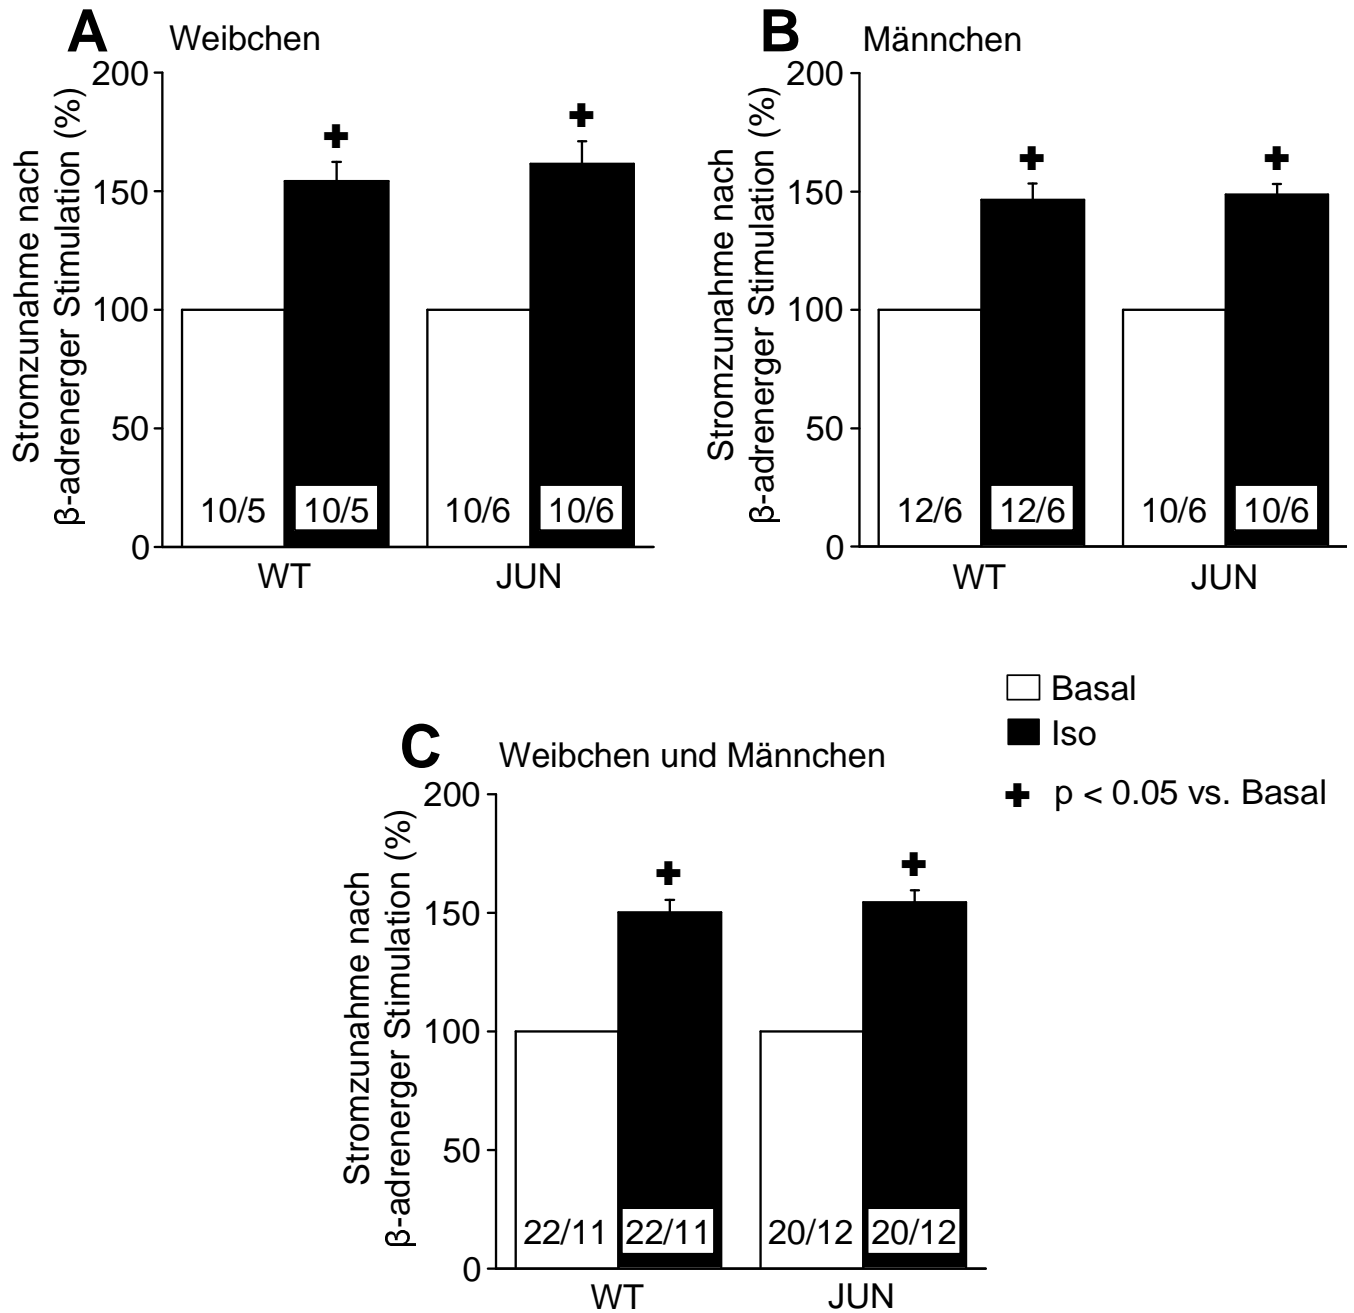 A Weibchen
Stromzunahme nach
β-adrenerger Stimulation (%)
200
150
100
50
0
10/5
10/5
10/6
10/6
WT
JUN
B Männchen
Stromzunahme nach
β-adrenerger Stimulation (%)
200
150
100
50
0
12/6
12/6
10/6
10/6
WT
JUN
Basal
Iso
p < 0.05 vs. Basal
C Weibchen und Männchen
Stromzunahme nach
β-adrenerger Stimulation (%)
200
150
100
50
0
22/11
22/11
20/12
20/12
WT
JUN